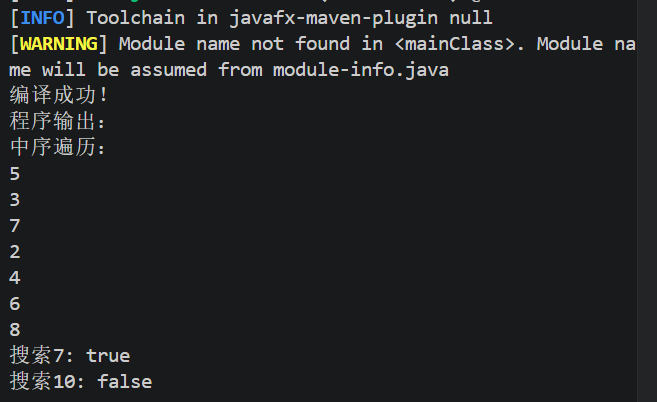 [INFO] Toolchain in javafx-maven-plugin null
[WARNING] Module name not found in <mainClass>. Module na
me will be assumed from module-info.java
编译成功!
程序输出:
中序遍历:
5
3
7
2
4
6
8
搜索7: true
搜索10: false